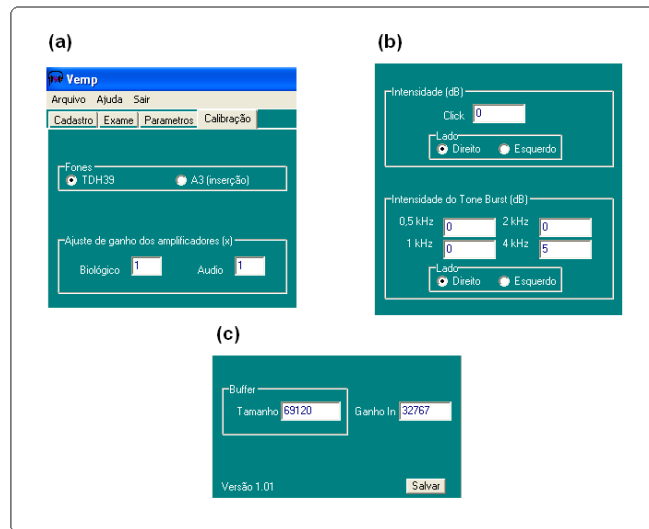 (a)
Vemp
Arquivo Ajuda Sair
Cadastro Exame Parametros Calibração
Fones
TDH39 A3 (inserção)
Ajuste de ganho dos amplificadores (x)
Biológico 1 Audio 1
(b)
Intensidade (dB)
Click 0
Lado
Direito Esquerdo
Intensidade do Tone Burst (dB)
0,5 kHz 0 2 kHz 0
1 kHz 0 4 kHz 5
Lado
Direito Esquerdo
(c)
Buffer
Tamanho 69120 Ganho In 32767
Versão 1.01 Salvar